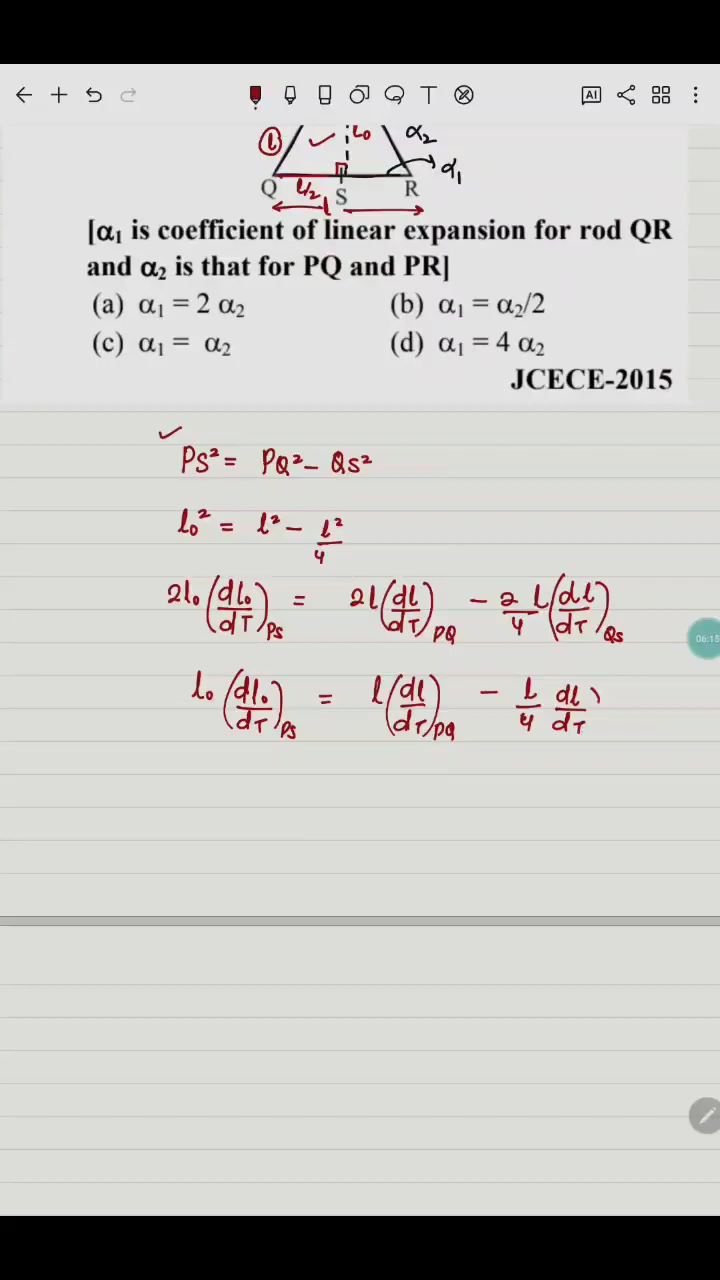 AI
l l₀ α₂
Q l/2 S R α₁
l
[α₁ is coefficient of linear expansion for rod QR
and α₂ is that for PQ and PR]
(a) α₁ = 2 α₂ (b) α₁ = α₂/2
(c) α₁ = α₂ (d) α₁ = 4 α₂
JCECE-2015
PS² = PQ² − QS²
l₀² = l² − l²/4
2l₀ (dl₀/dT)PS = 2l (dl/dT)PQ − 2/4 l (dl/dT)QS
06:15
l₀ (dl₀/dT)PS = l (dl/dT)PQ − l/4 dl/dT)